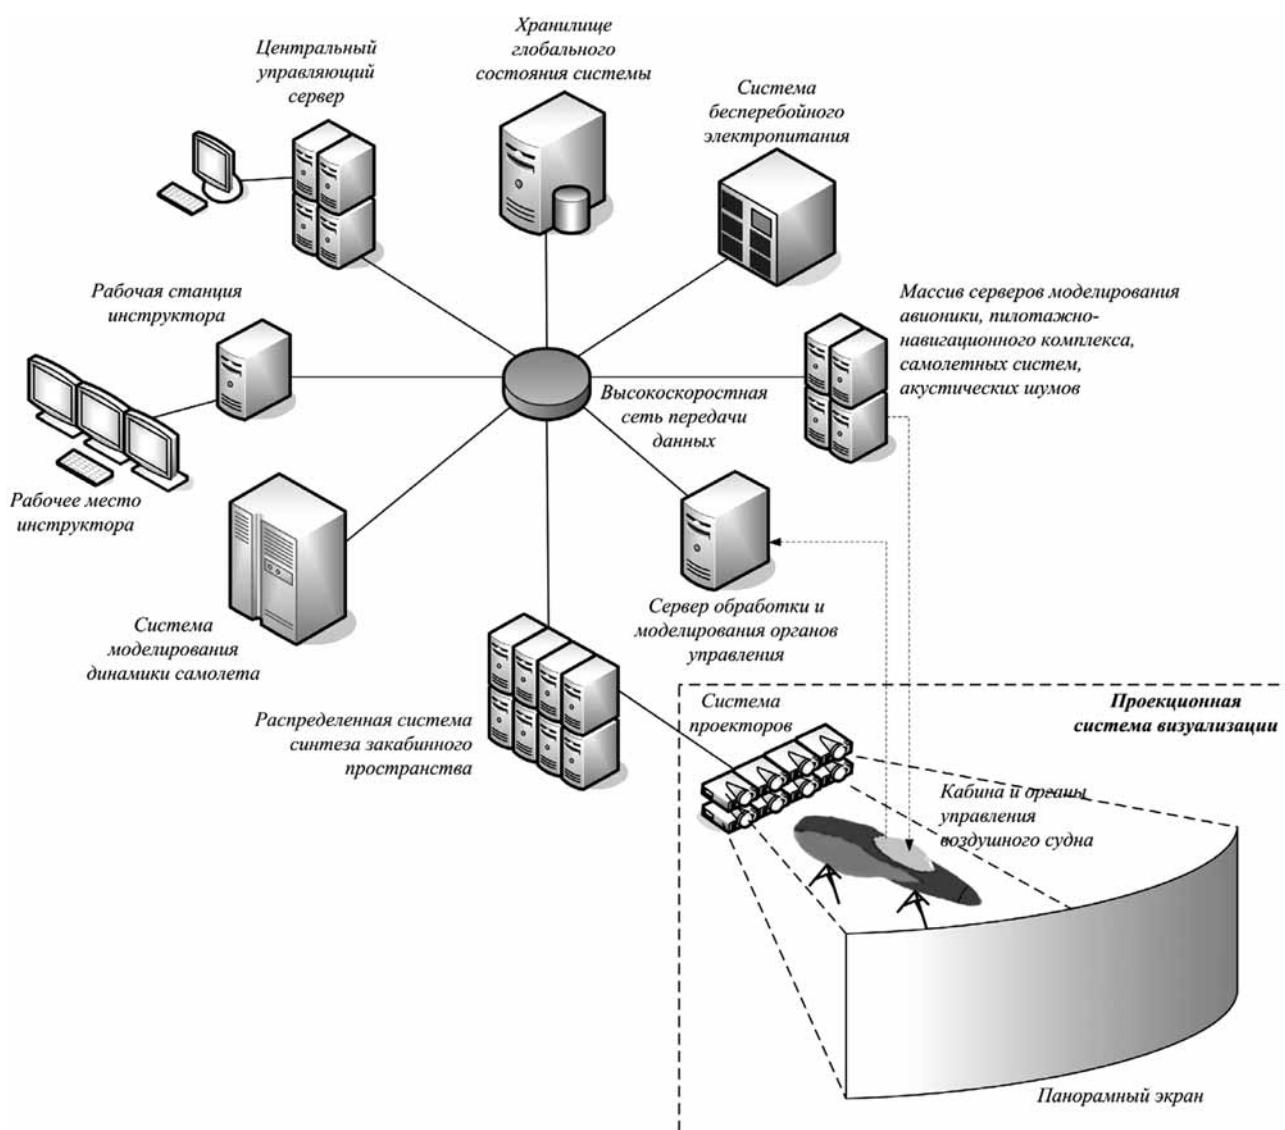 Хранилище
глобального
состояния системы
Центральный
управляющий
сервер
Система
бесперебойного
электропитания
Рабочая станция
инструктора
Массив серверов моделирования
авионики, пилотажно-
навигационного комплекса,
самолетных систем,
акустических шумов
Высокоскоростная
сеть передачи
данных
Рабочее место
инструктора
Система
моделирования
динамики самолета
Сервер обработки и
моделирования органов
управления
Распределенная система
синтеза закабинного
пространства
Система
проекторов
Проекционная
система визуализации
Кабина и органы
управления
воздушного судна
Панорамный экран